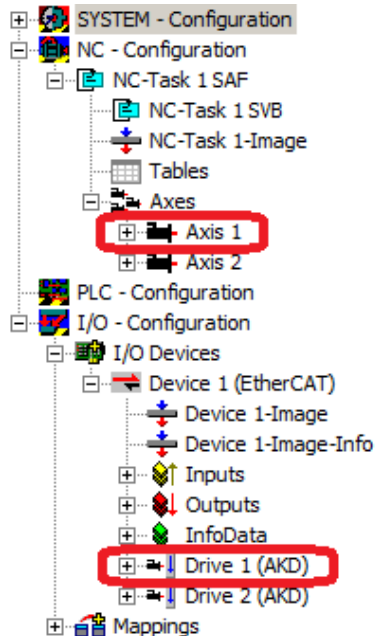 SYSTEM - Configuration
NC - Configuration
NC-Task 1 SAF
NC-Task 1 SVB
NC-Task 1-Image
Tables
Axes
Axis 1
Axis 2
PLC - Configuration
I/O - Configuration
I/O Devices
Device 1 (EtherCAT)
Device 1-Image
Device 1-Image-Info
Inputs
Outputs
InfoData
Drive 1 (AKD)
Drive 2 (AKD)
Mappings